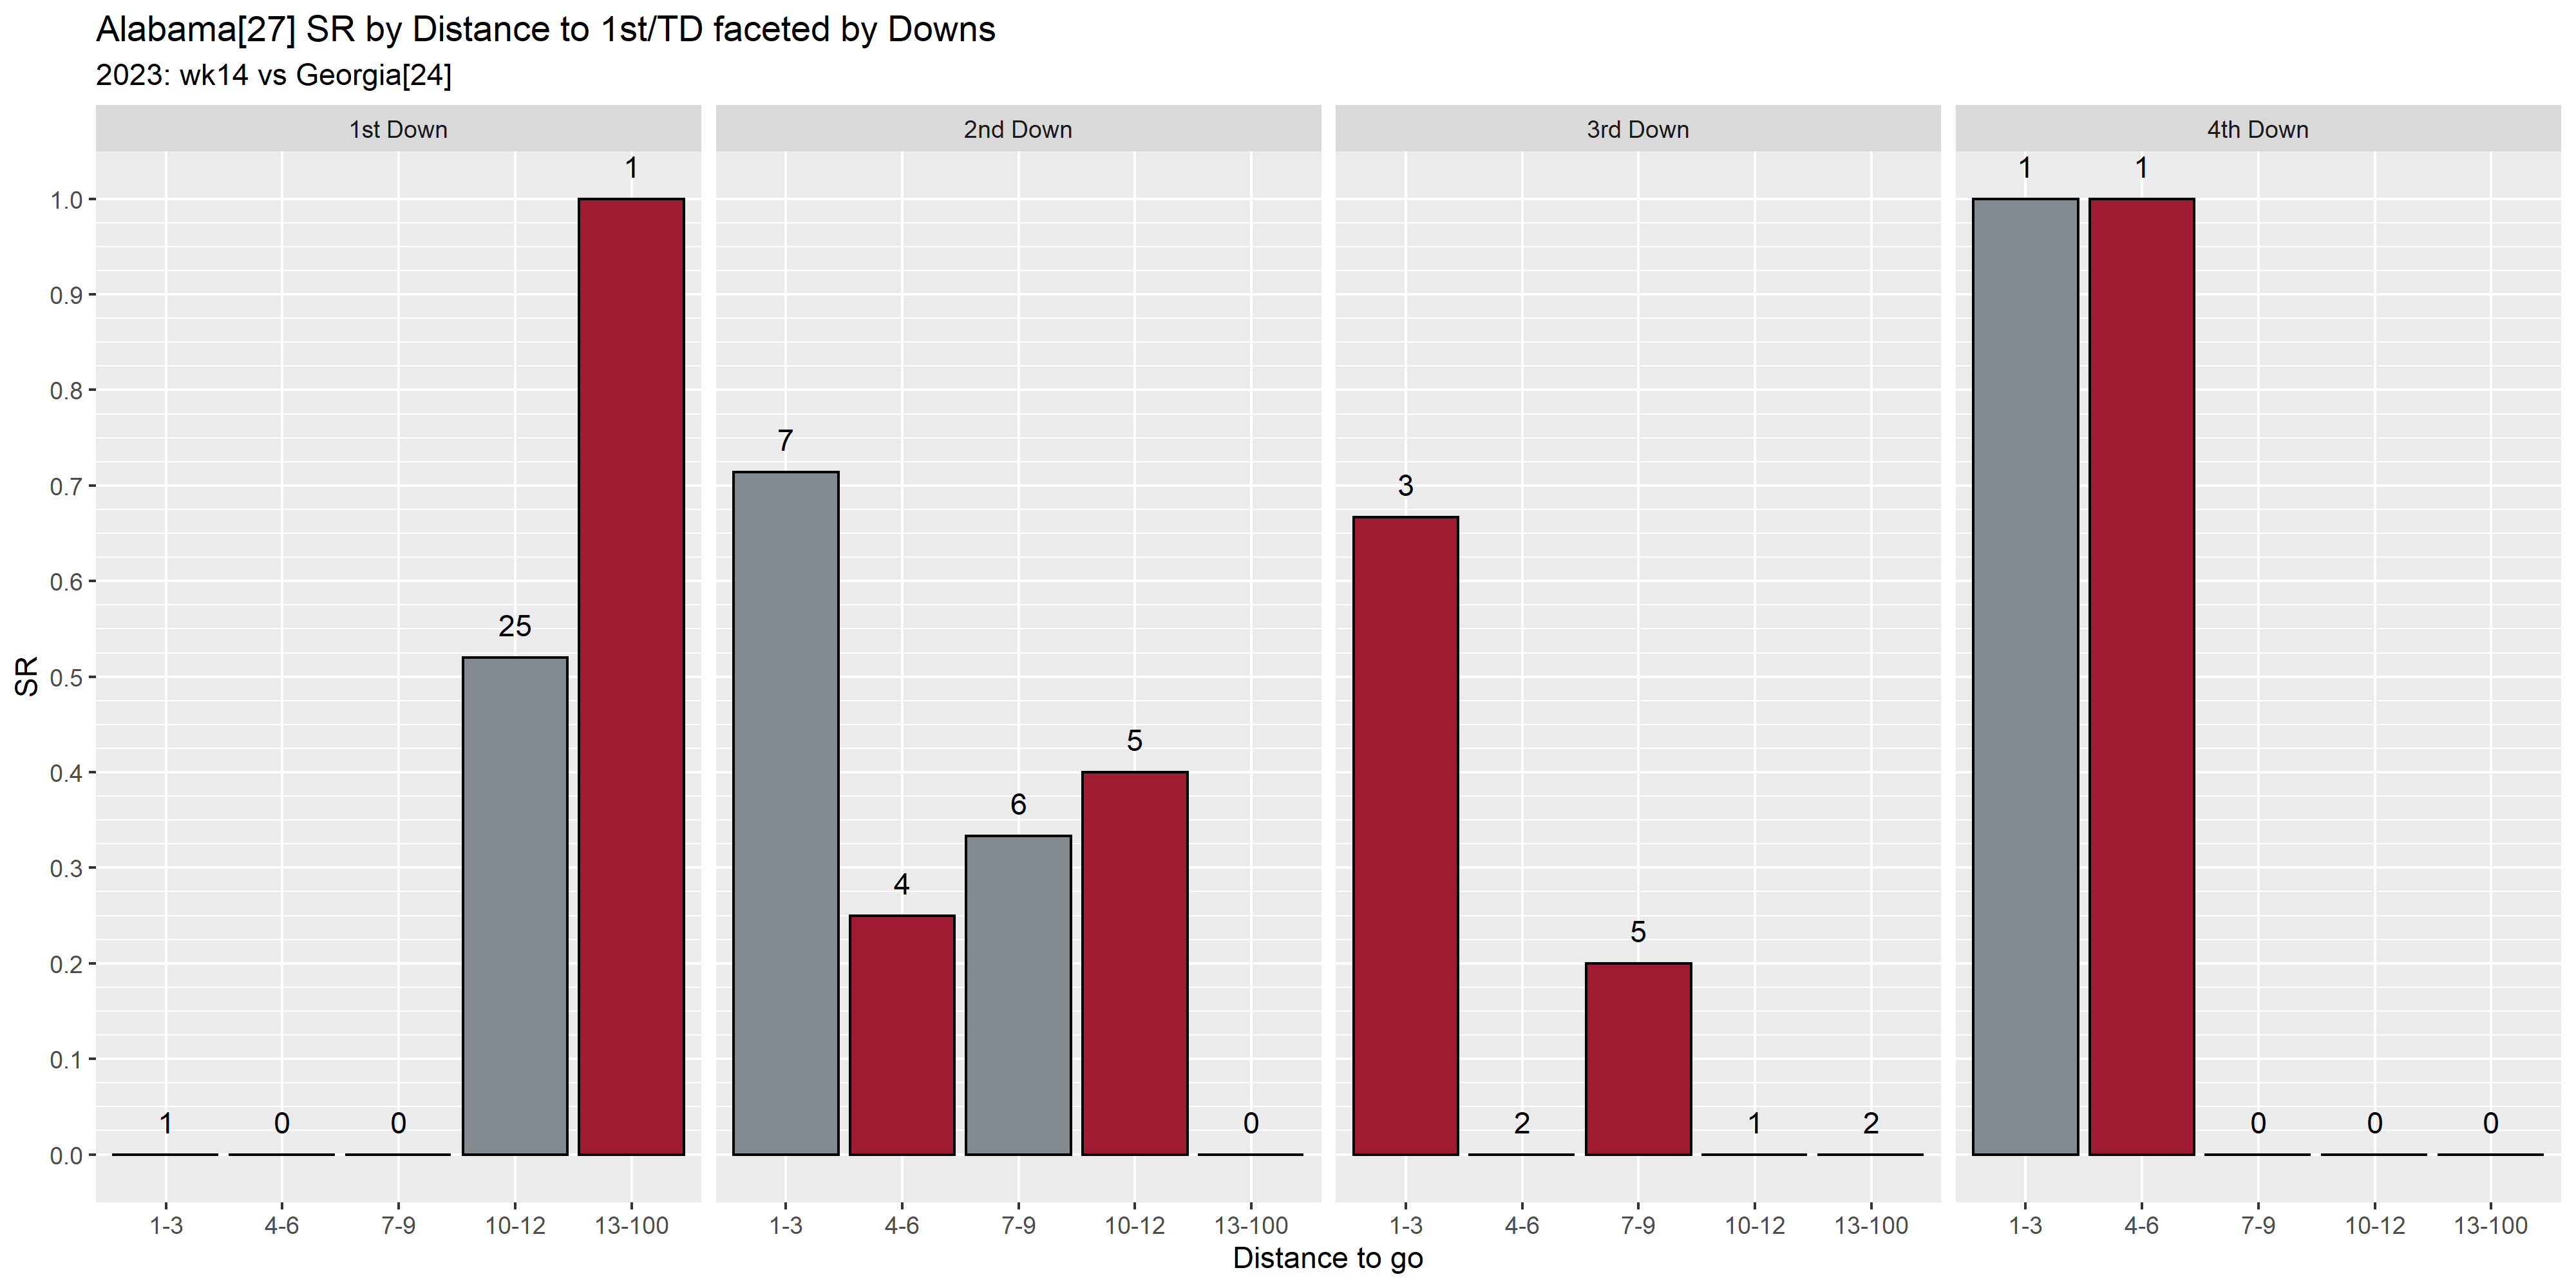 Alabama[27] SR by Distance to 1st/TD faceted by Downs
2023: wk14 vs Georgia[24]
1st Down
2nd Down
3rd Down
4th Down
SR
1.0
0.9
0.8
0.7
0.6
0.5
0.4
0.3
0.2
0.1
0.0
1 0 0 25 1
7 4 6 5 0
3 2 5 1 2
1 1 0 0 0
1-3 4-6 7-9 10-12 13-100
1-3 4-6 7-9 10-12 13-100
1-3 4-6 7-9 10-12 13-100
1-3 4-6 7-9 10-12 13-100
Distance to go